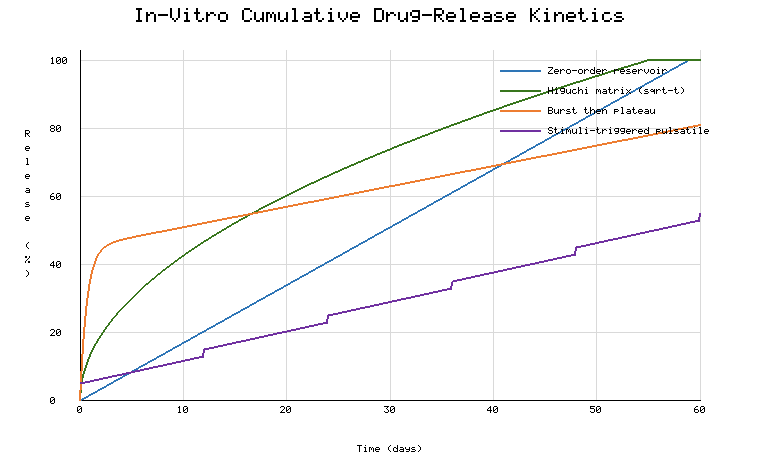 In-Vitro Cumulative Drug-Release Kinetics
Release (%)
100
80
60
40
20
0
Zero-order reservoir
Higuchi matrix (sqrt-t)
Burst then plateau
Stimuli-triggered pulsatile
0 10 20 30 40 50 60
Time (days)